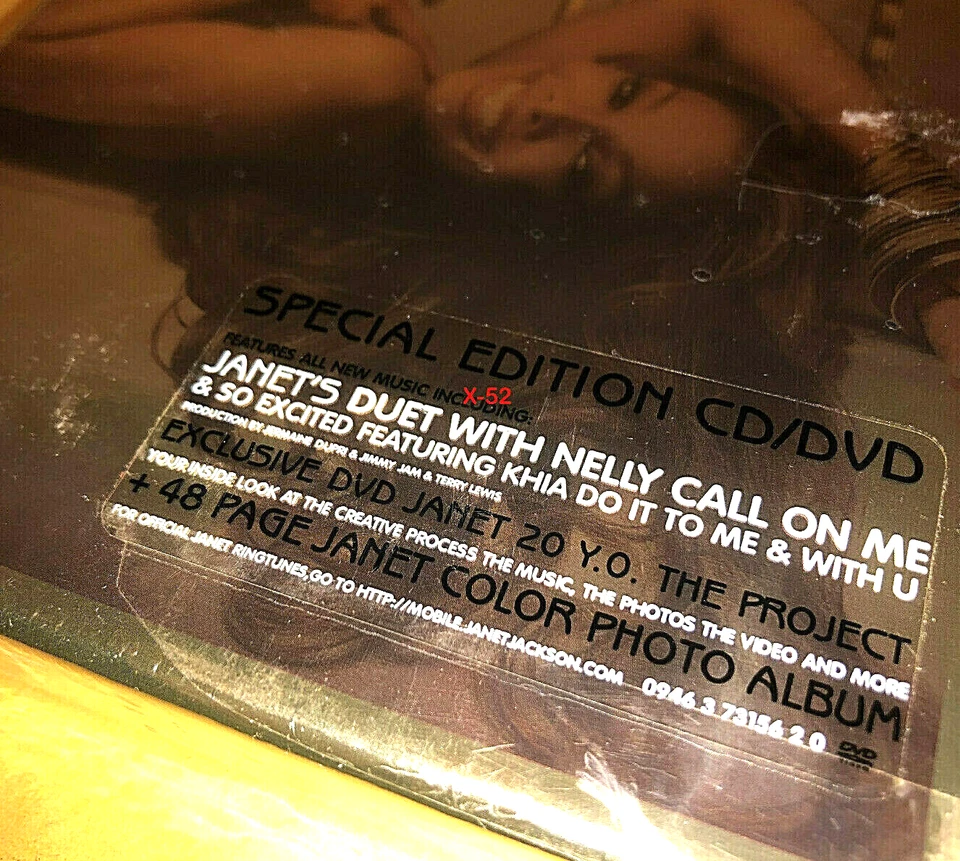 SPECIAL EDITION CD/DVD
FEATURES ALL NEW MUSIC INCLUDING:
X-52
JANET'S DUET WITH NELLY CALL ON ME
& SO EXCITED FEATURING KHIA DO IT TO ME & WITH U
PRODUCTION BY JERMAINE DUPRI & JIMMY JAM & TERRY LEWIS
EXCLUSIVE DVD JANET 20 Y.O. THE PROJECT
YOUR INSIDE LOOK AT THE CREATIVE PROCESS THE MUSIC, THE PHOTOS THE VIDEO AND MORE
+ 48 PAGE JANET COLOR PHOTO ALBUM
FOR OFFICIAL JANET RINGTUNES,GO TO HTTP://MOBILE.JANETJACKSON.COM 0946 3 73156 2 0
DVD
VIDEO